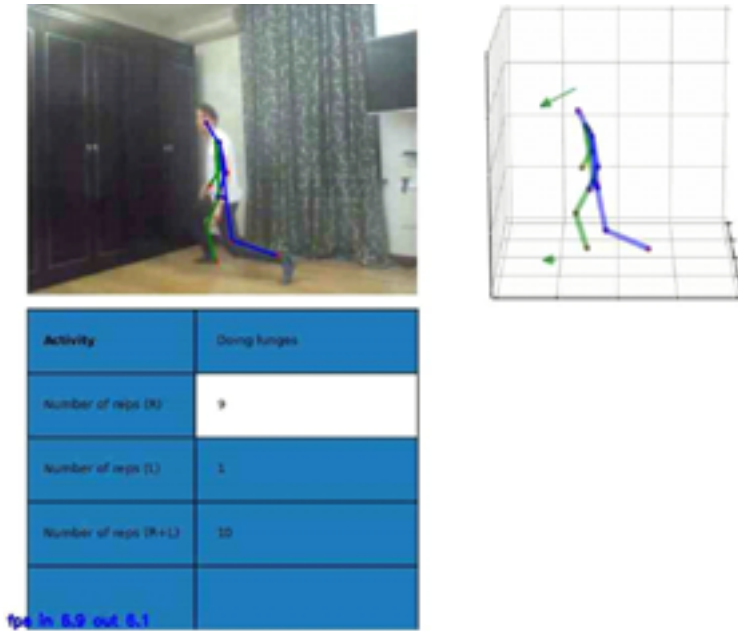 Activity Doing lunges
Number of reps (R) 9
Number of reps (L) 1
Number of reps (R+L) 10
fps in 6.9 out 6.1